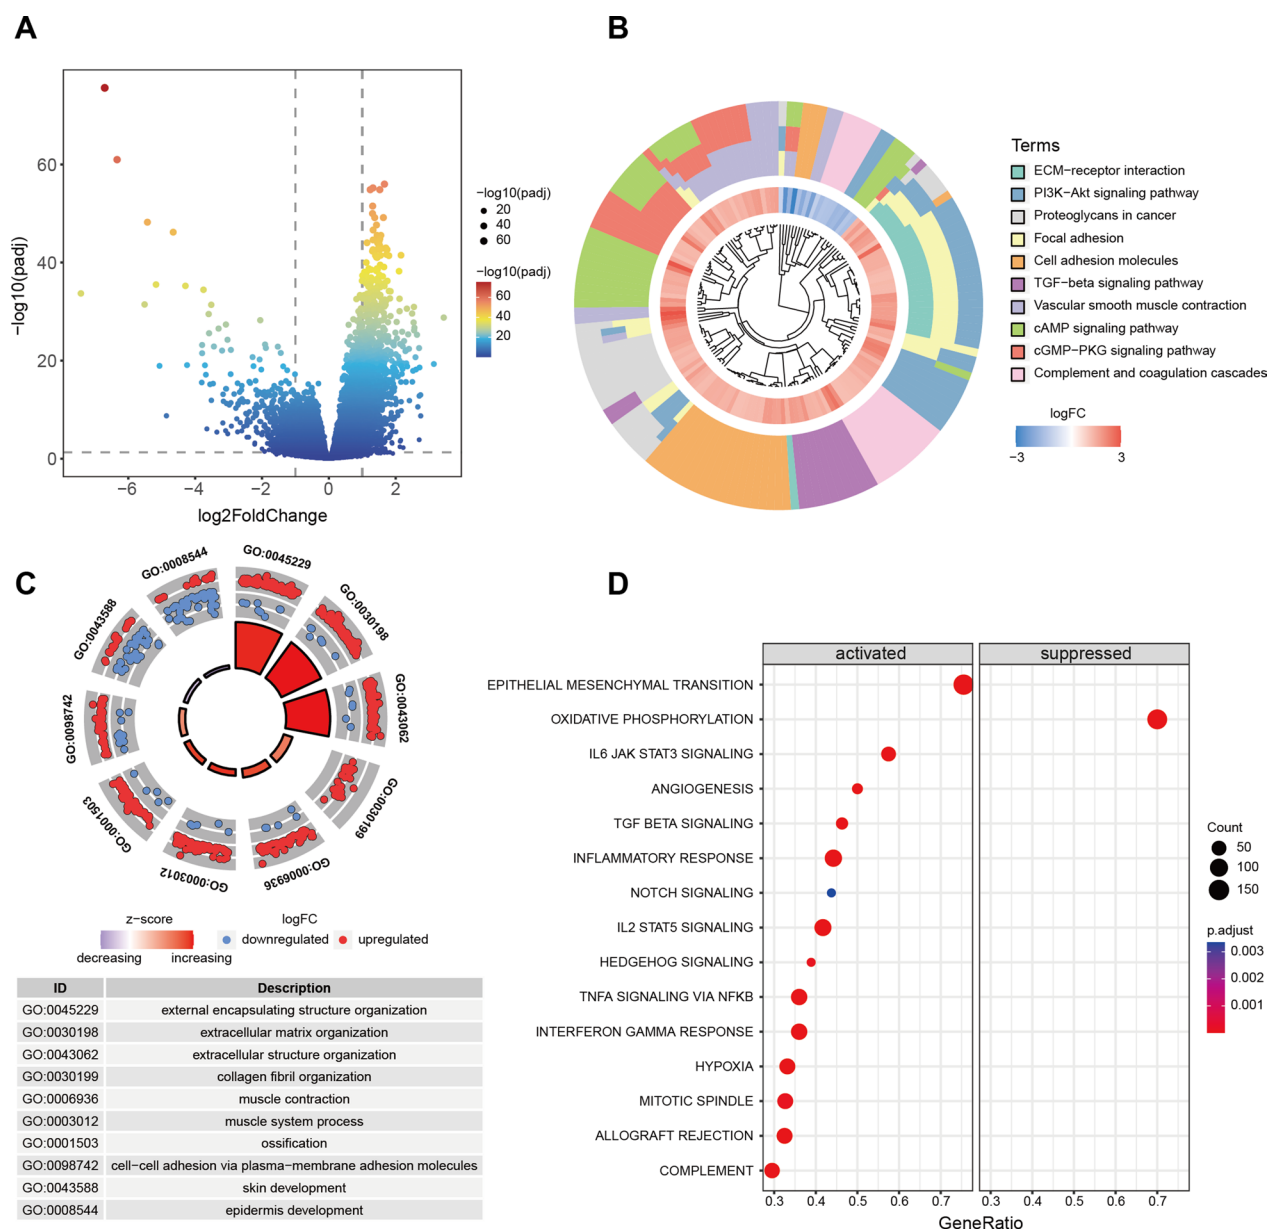 A
B
−log10(padj)
60
40
20
0
−6
−4
−2
0
2
log2FoldChange
−log10(padj)
20
40
60
−log10(padj)
60
40
20
Terms
ECM−receptor interaction
PI3K−Akt signaling pathway
Proteoglycans in cancer
Focal adhesion
Cell adhesion molecules
TGF−beta signaling pathway
Vascular smooth muscle contraction
cAMP signaling pathway
cGMP−PKG signaling pathway
Complement and coagulation cascades
logFC
−3
3
C
GO:0045229
GO:0030198
GO:0043062
GO:0030199
GO:0006936
GO:0003012
GO:0001503
GO:0098742
GO:0043588
GO:0008544
z−score
decreasing
increasing
logFC
downregulated
upregulated
ID Description
GO:0045229 external encapsulating structure organization
GO:0030198 extracellular matrix organization
GO:0043062 extracellular structure organization
GO:0030199 collagen fibril organization
GO:0006936 muscle contraction
GO:0003012 muscle system process
GO:0001503 ossification
GO:0098742 cell−cell adhesion via plasma−membrane adhesion molecules
GO:0043588 skin development
GO:0008544 epidermis development
D
activated
suppressed
EPITHELIAL MESENCHYMAL TRANSITION
OXIDATIVE PHOSPHORYLATION
IL6 JAK STAT3 SIGNALING
ANGIOGENESIS
TGF BETA SIGNALING
INFLAMMATORY RESPONSE
NOTCH SIGNALING
IL2 STAT5 SIGNALING
HEDGEHOG SIGNALING
TNFA SIGNALING VIA NFKB
INTERFERON GAMMA RESPONSE
HYPOXIA
MITOTIC SPINDLE
ALLOGRAFT REJECTION
COMPLEMENT
0.3 0.4 0.5 0.6 0.7
0.3 0.4 0.5 0.6 0.7
GeneRatio
Count
50
100
150
p.adjust
0.003
0.002
0.001